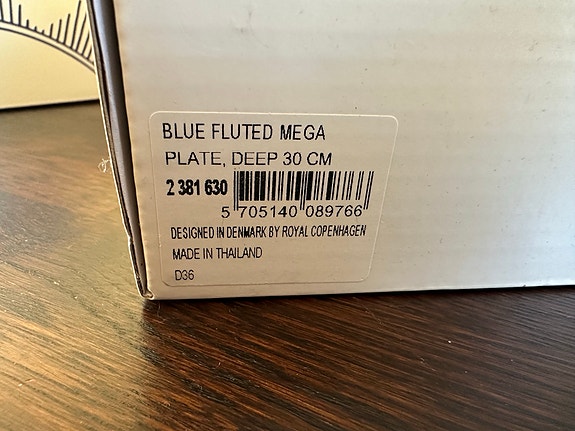 BLUE FLUTED MEGA
PLATE, DEEP 30 CM
2 381 630
5 705140 089766
DESIGNED IN DENMARK BY ROYAL COPENHAGEN
MADE IN THAILAND
D36